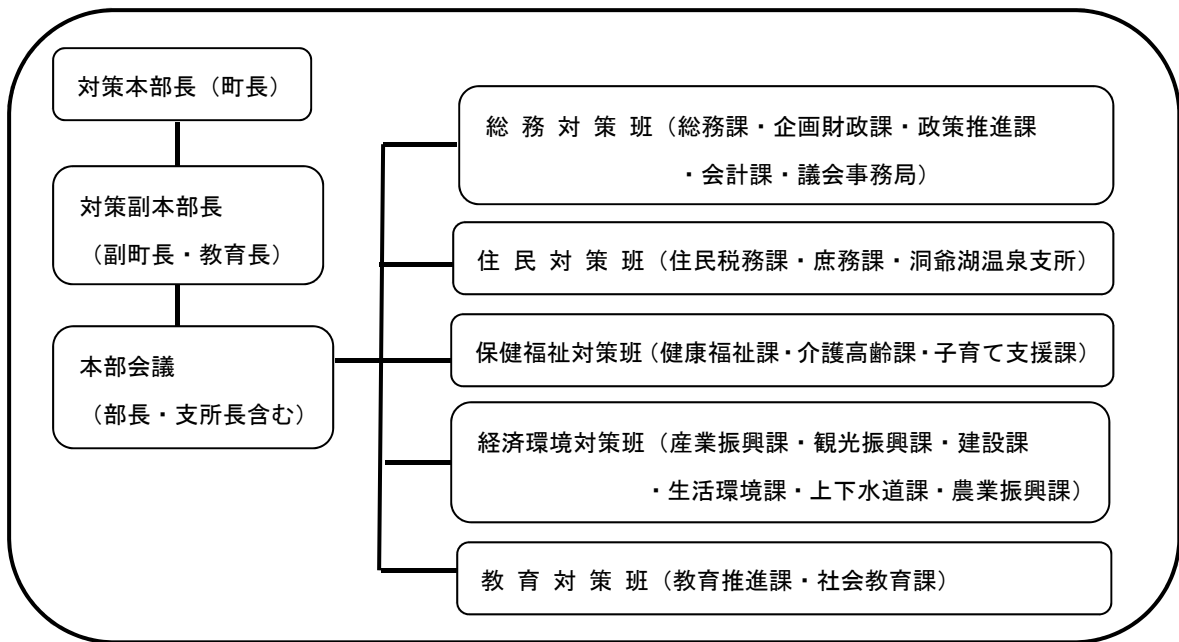 対策本部長（町長）
対策副本部長
（副町長・教育長）
本部会議
（部長・支所長含む）
総 務 対 策 班（総務課・企画財政課・政策推進課
・会計課・議会事務局）
住 民 対 策 班（住民税務課・庶務課・洞爺湖温泉支所）
保健福祉対策班（健康福祉課・介護高齢課・子育て支援課）
経済環境対策班（産業振興課・観光振興課・建設課
・生活環境課・上下水道課・農業振興課）
教 育 対 策 班（教育推進課・社会教育課）